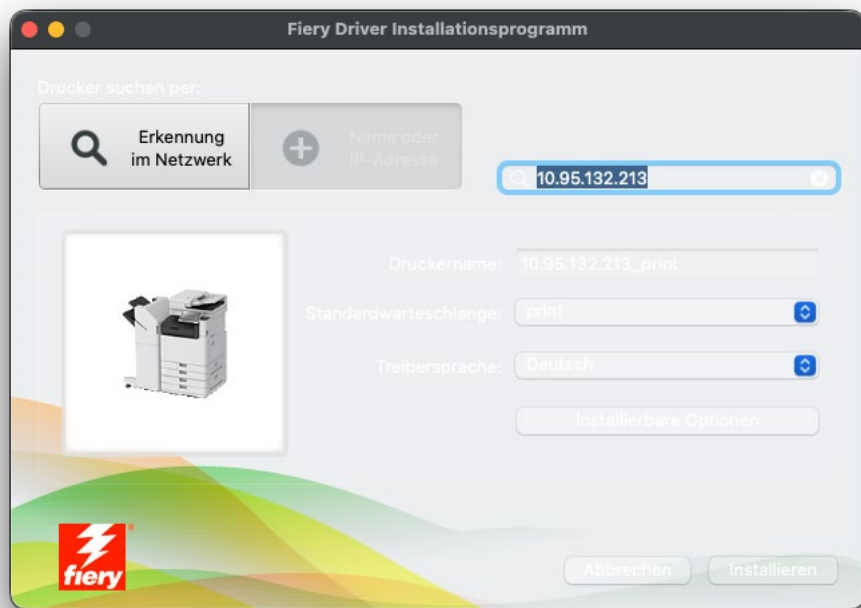 Fiery Driver Installationsprogramm
Drucker suchen per:
Erkennung
im Netzwerk
Name oder
IP-Adresse
10.95.132.213
Druckername: 10.95.132.213_print
Standardwarteschlange: print
Treibersprache: Deutsch
Installierbare Optionen
fiery
Abbrechen Installieren